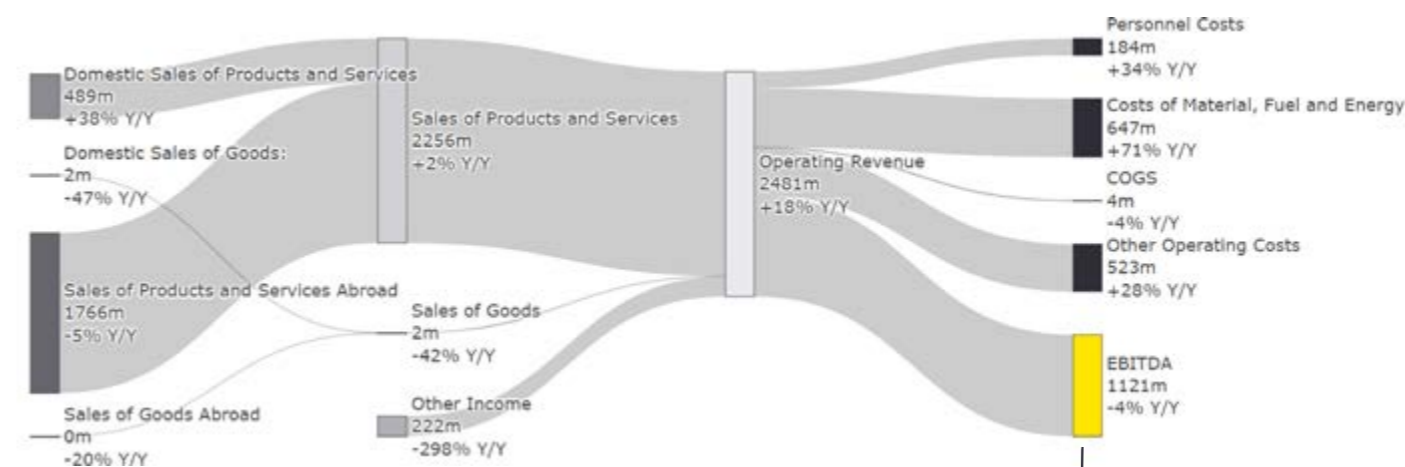 Domestic Sales of Products and Services
489m
+38% Y/Y
Domestic Sales of Goods:
2m
-47% Y/Y
Sales of Products and Services Abroad
1766m
-5% Y/Y
Sales of Goods Abroad
0m
-20% Y/Y
Sales of Products and Services
2256m
+2% Y/Y
Sales of Goods
2m
-42% Y/Y
Other Income
222m
-298% Y/Y
Operating Revenue
2481m
+18% Y/Y
Personnel Costs
184m
+34% Y/Y
Costs of Material, Fuel and Energy
647m
+71% Y/Y
COGS
4m
-4% Y/Y
Other Operating Costs
523m
+28% Y/Y
EBITDA
1121m
-4% Y/Y